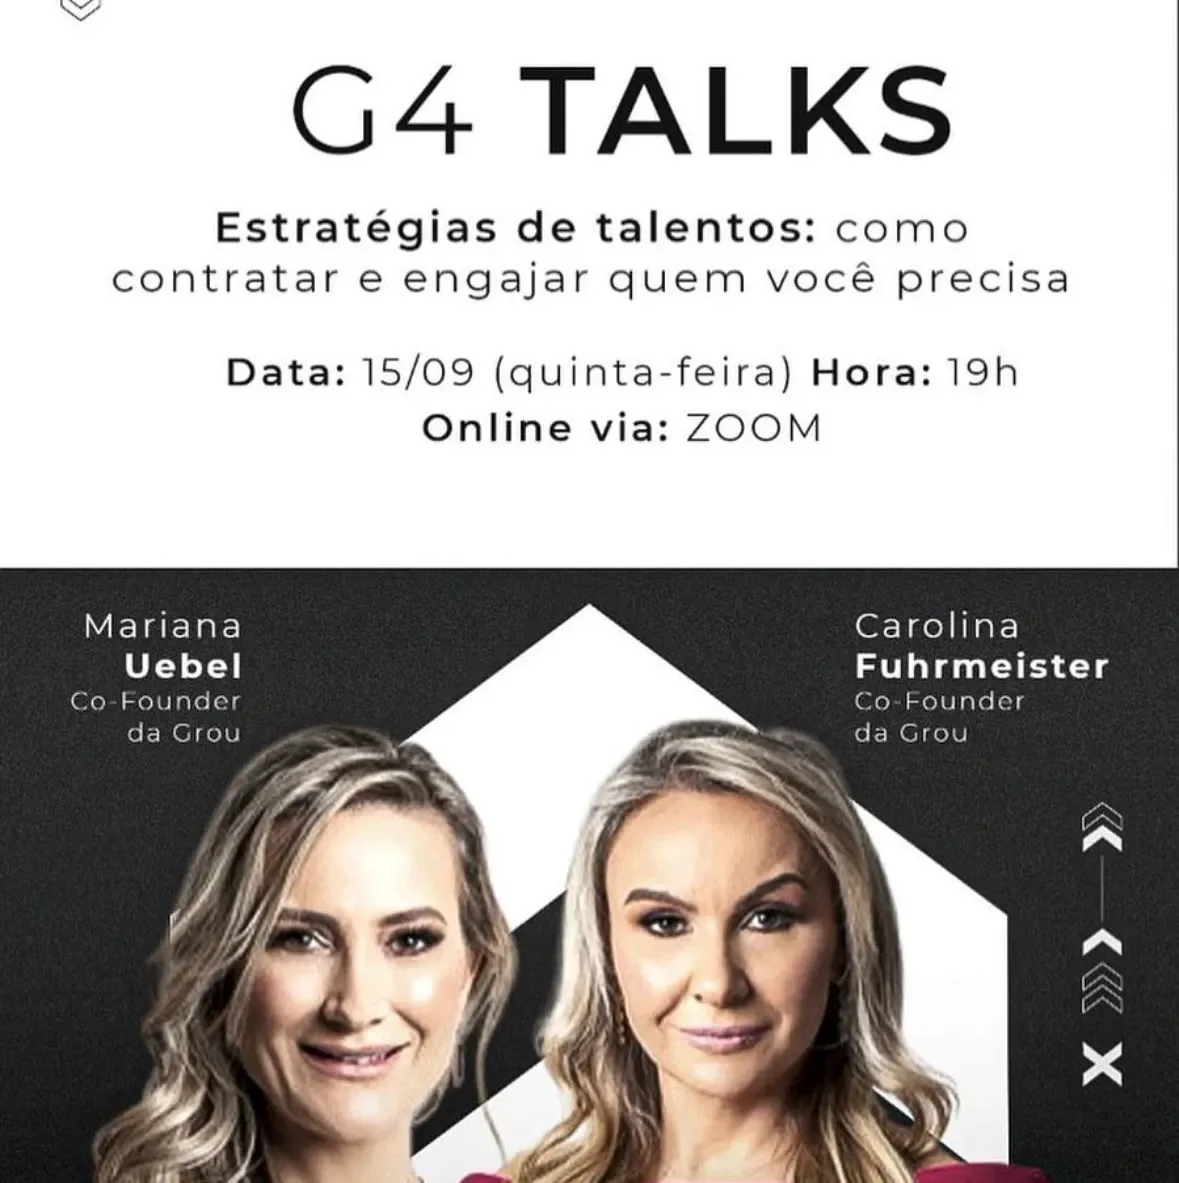 G4 TALKS
Estratégias de talentos: como
contratar e engajar quem você precisa
Data: 15/09 (quinta-feira) Hora: 19h
Online via: ZOOM
Mariana
Uebel
Co-Founder
da Grou
Carolina
Fuhrmeister
Co-Founder
da Grou